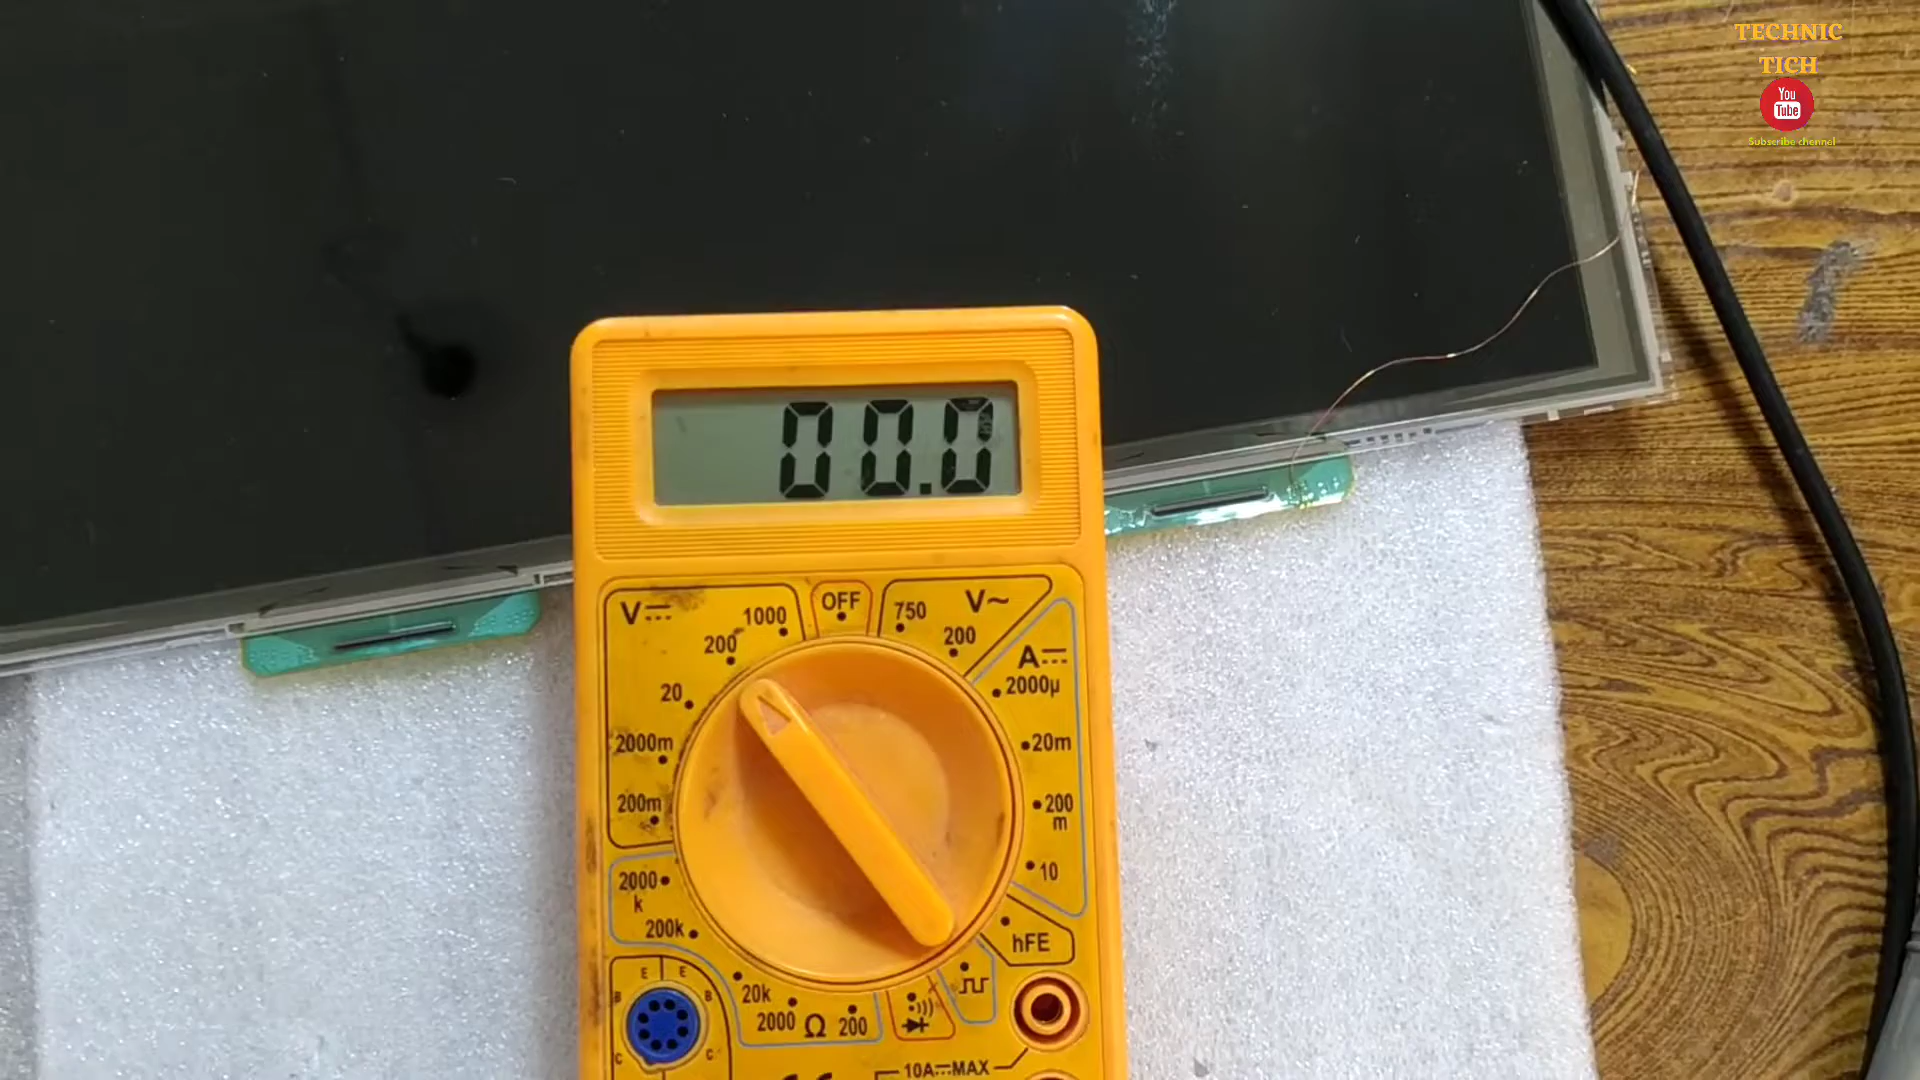 TECHNIC
TICH
You
Tube
Subscribe chennel
00.0
V
1000
OFF
750
V~
200
200
A
2000µ
20
2000m
20m
200m
200
m
2000
k
10
200k
hFE
E E
B B
20k
2000
Ω
200
C C
10A MAX